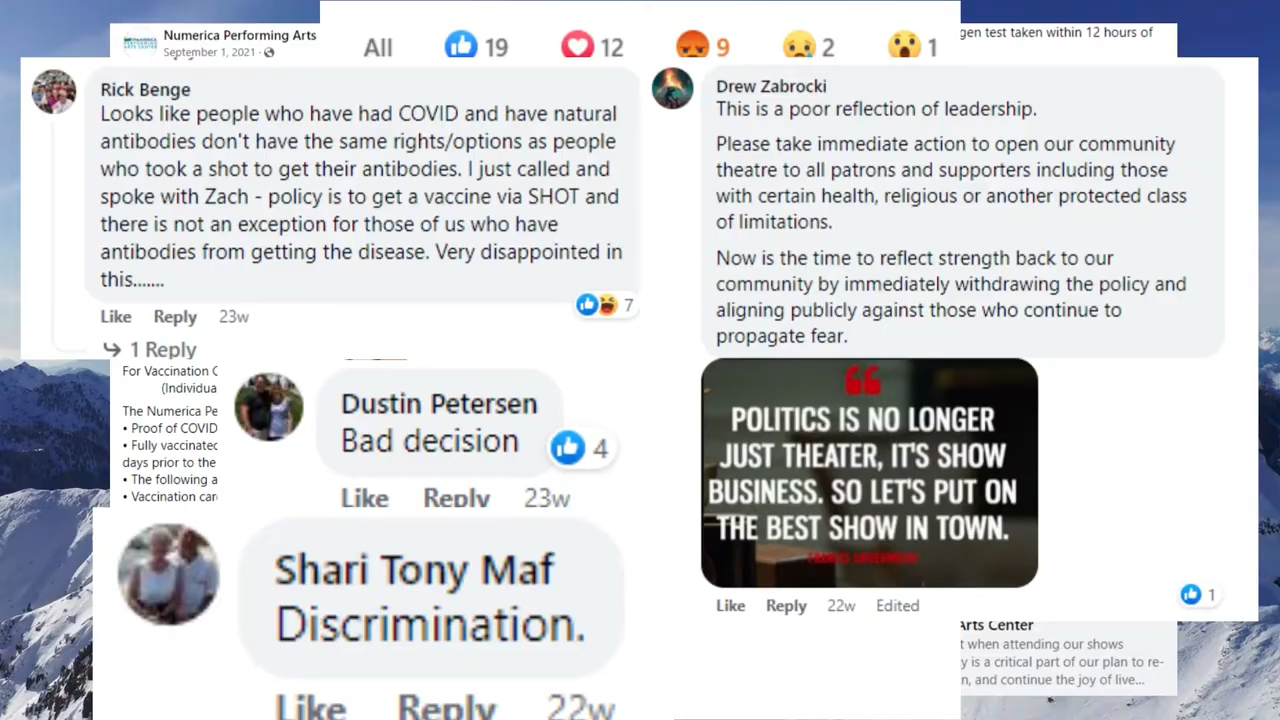 Numerica Performing Arts
September 1, 2021 ·
All 19 12 9 2 1
gen test taken within 12 hours of
Rick Benge
Looks like people who have had COVID and have natural
antibodies don't have the same rights/options as people
who took a shot to get their antibodies. I just called and
spoke with Zach - policy is to get a vaccine via SHOT and
there is not an exception for those of us who have
antibodies from getting the disease. Very disappointed in
this.......
7
Like Reply 23w
1 Reply
Drew Zabrocki
This is a poor reflection of leadership.
Please take immediate action to open our community
theatre to all patrons and supporters including those
with certain health, religious or another protected class
of limitations.
Now is the time to reflect strength back to our
community by immediately withdrawing the policy and
aligning publicly against those who continue to
propagate fear.
POLITICS IS NO LONGER
JUST THEATER, IT'S SHOW
BUSINESS. SO LET'S PUT ON
THE BEST SHOW IN TOWN.
Like Reply 22w Edited
1
For Vaccination C
(Individua
The Numerica Pe
• Proof of COVID
• Fully vaccinated
days prior to the
• The following a
• Vaccination car
Dustin Petersen
Bad decision
4
Like Reply 23w
Shari Tony Maf
Discrimination.
Like Reply 22w
Arts Center
t when attending our shows
y is a critical part of our plan to re-
n, and continue the joy of live...